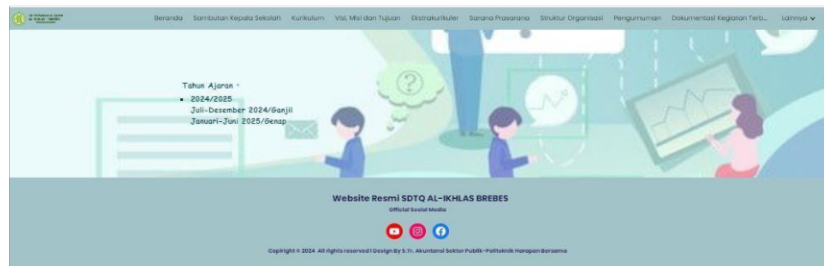 Beranda Sambutan Kepala Sekolah Kurikulum Visi, Misi dan Tujuan Ekstrakurikuler Sarana Prasarana Struktur Organisasi Pengumuman Dokumentasi Kegiatan Terb... Lainnya
Tahun Ajaran :
2024/2025
Juli-Desember 2024/Ganjil
Januari-Juni 2025/Genap
Website Resmi SDTQ AL-IKHLAS BREBES
Official Social Media
Copyright © 2024 All rights reserved | Design By S.Tr. Akuntansi Sektor Publik-Politeknik Harapan Bersama